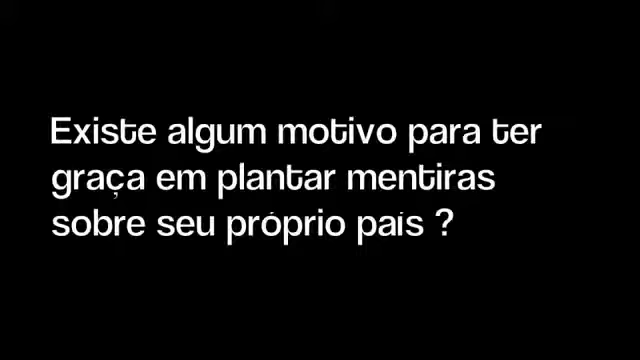 Existe algum motivo para ter
graça em plantar mentiras
sobre seu próprio país ?